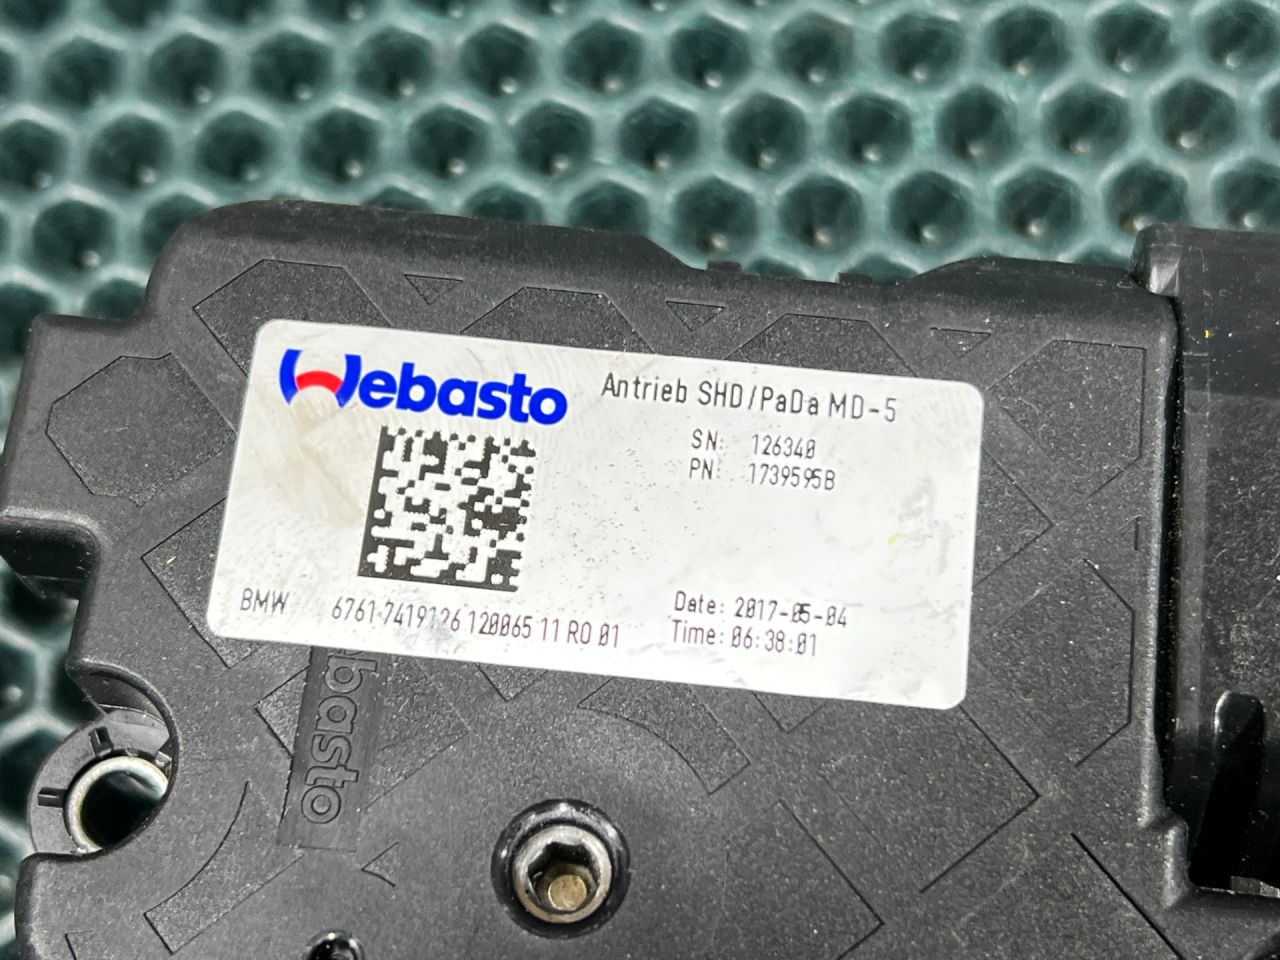 Webasto
Antrieb SHD/PaDa MD-5
SN: 126340
PN: 1739595B
Date: 2017-05-04
Time: 06:38:01
BMW 6761-7419126 120065 11 R0 01
ebasto